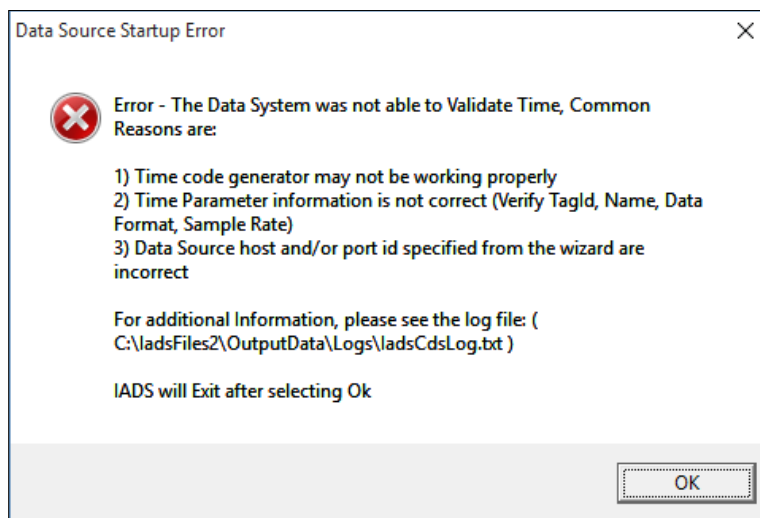 Data Source Startup Error
Error - The Data System was not able to Validate Time, Common
Reasons are:
1) Time code generator may not be working properly
2) Time Parameter information is not correct (Verify TagId, Name, Data
Format, Sample Rate)
3) Data Source host and/or port id specified from the wizard are
incorrect
For additional Information, please see the log file: (
C:\IadsFiles2\OutputData\Logs\IadsCdsLog.txt )
IADS will Exit after selecting Ok
OK